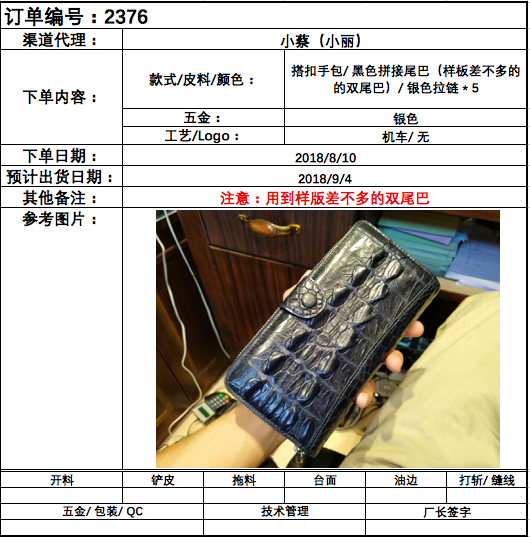 订单编号：2376
渠道代理：
小蔡（小丽）
下单内容：
款式/皮料/颜色：
搭扣手包/ 黑色拼接尾巴（样板差不多的
的双尾巴）/ 银色拉链 * 5
五金：
银色
工艺/Logo：
机车/ 无
下单日期：
2018/8/10
预计出货日期：
2018/9/4
其他备注：
注意：用到样版差不多的双尾巴
参考图片：
开料
铲皮
拖料
台面
油边
打斩/ 缝线
五金/ 包装/ QC
技术管理
厂长签字